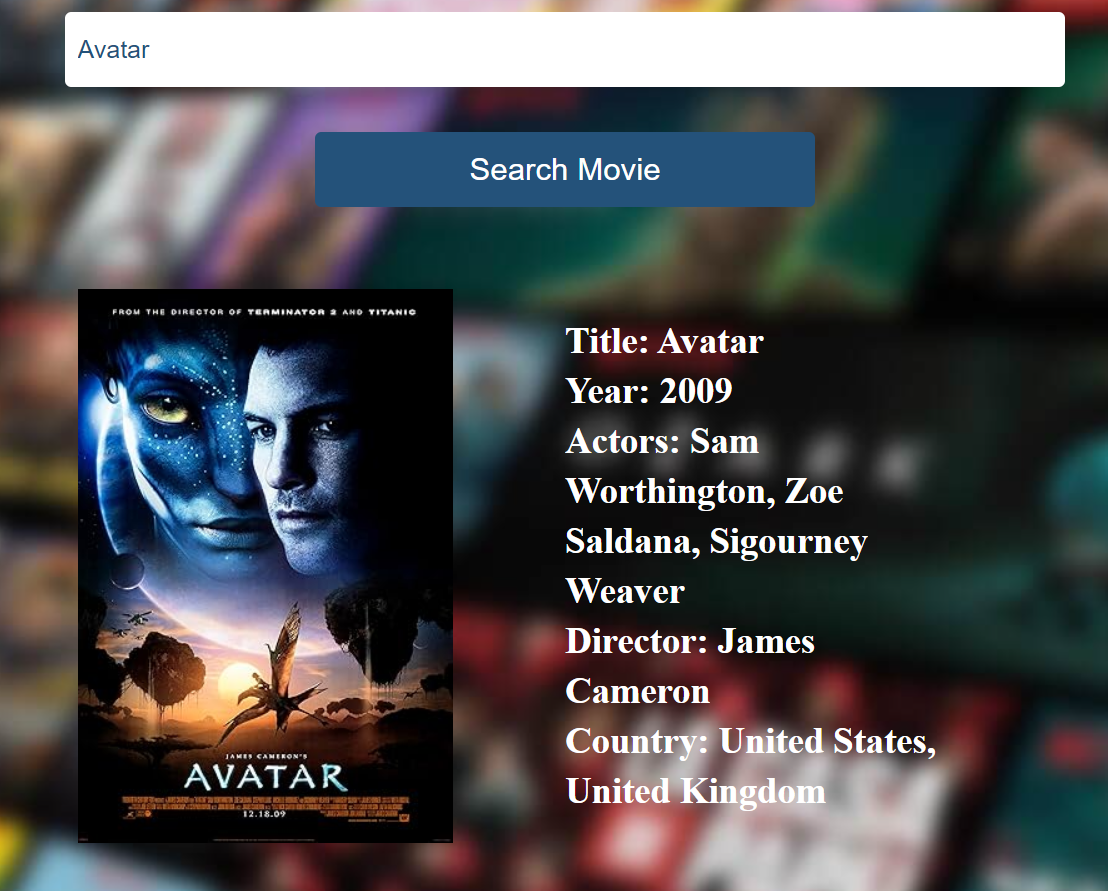 Avatar
Search Movie
FROM THE DIRECTOR OF TERMINATOR 2 AND TITANIC
JAMES CAMERON'S
AVATAR
12.18.09
Title: Avatar
Year: 2009
Actors: Sam
Worthington, Zoe
Saldana, Sigourney
Weaver
Director: James
Cameron
Country: United States,
United Kingdom